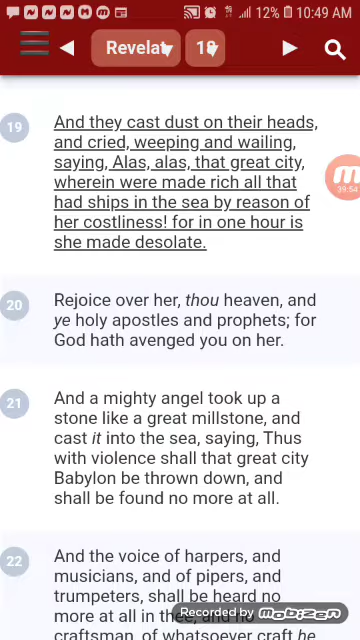 12% 10:49 AM
Revelat 18
19
And they cast dust on their heads,
and cried, weeping and wailing,
saying, Alas, alas, that great city,
wherein were made rich all that
had ships in the sea by reason of
her costliness! for in one hour is
she made desolate.
39:54
20
Rejoice over her, thou heaven, and
ye holy apostles and prophets; for
God hath avenged you on her.
21
And a mighty angel took up a
stone like a great millstone, and
cast it into the sea, saying, Thus
with violence shall that great city
Babylon be thrown down, and
shall be found no more at all.
22
And the voice of harpers, and
musicians, and of pipers, and
trumpeters, shall be heard no
more at all in thee; and no
Recorded by mobizen
craftsman, of whatsoever craft he